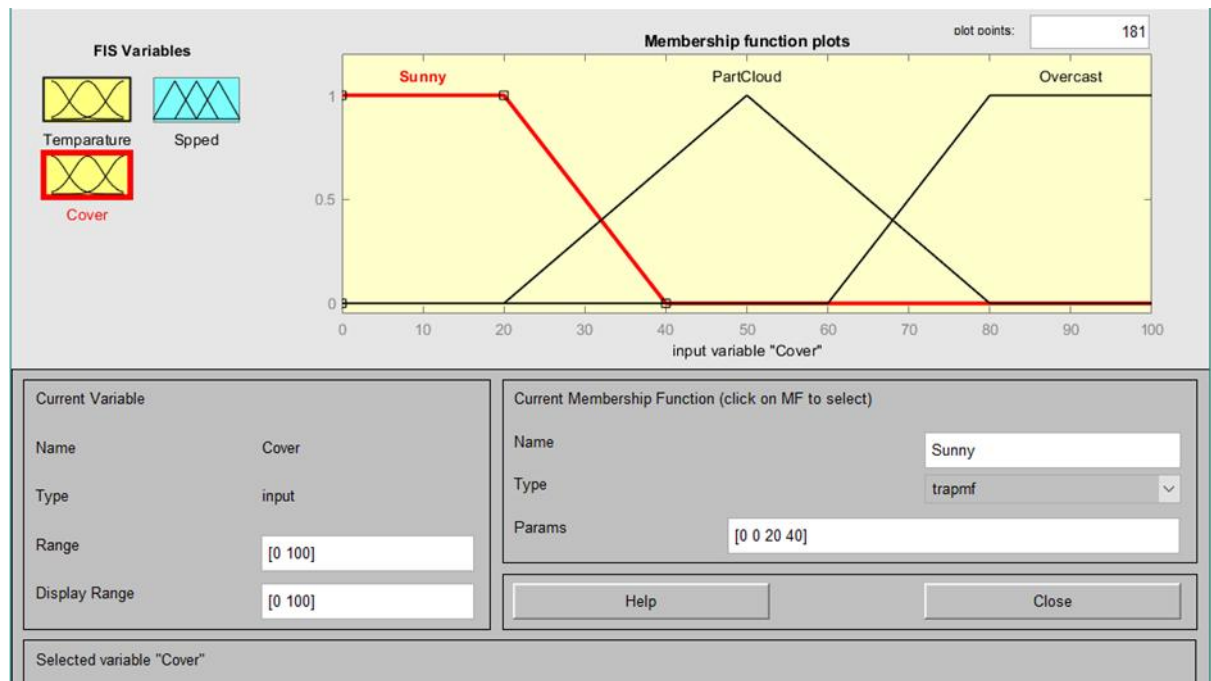 FIS Variables
Membership function plots
plot points:
181
Temparature
Spped
Cover
Sunny
PartCloud
Overcast
1
0.5
0
0 10 20 30 40 50 60 70 80 90 100
input variable "Cover"
Current Variable
Name Cover
Type input
Range [0 100]
Display Range [0 100]
Current Membership Function (click on MF to select)
Name Sunny
Type trapmf
Params [0 0 20 40]
Help
Close
Selected variable "Cover"